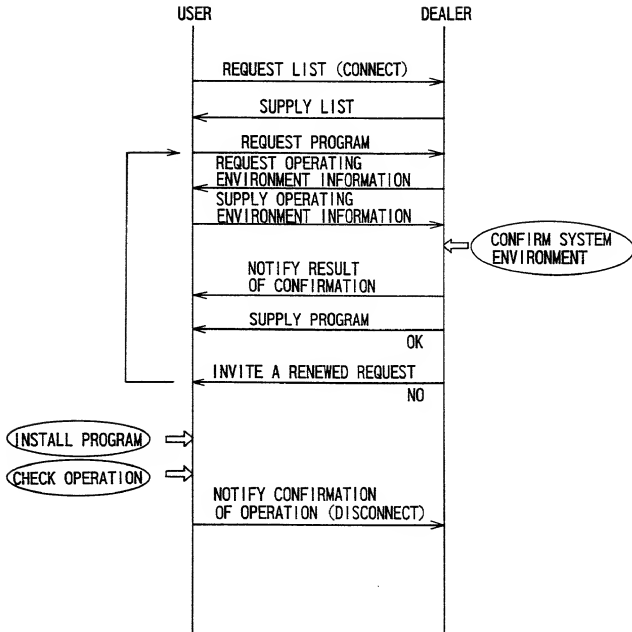 USER DEALER
REQUEST LIST (CONNECT)
SUPPLY LIST
REQUEST PROGRAM
REQUEST OPERATING
ENVIRONMENT INFORMATION
SUPPLY OPERATING
ENVIRONMENT INFORMATION
CONFIRM SYSTEM
ENVIRONMENT
NOTIFY RESULT
OF CONFIRMATION
SUPPLY PROGRAM
OK
INVITE A RENEWED REQUEST
NO
INSTALL PROGRAM
CHECK OPERATION
NOTIFY CONFIRMATION
OF OPERATION (DISCONNECT)